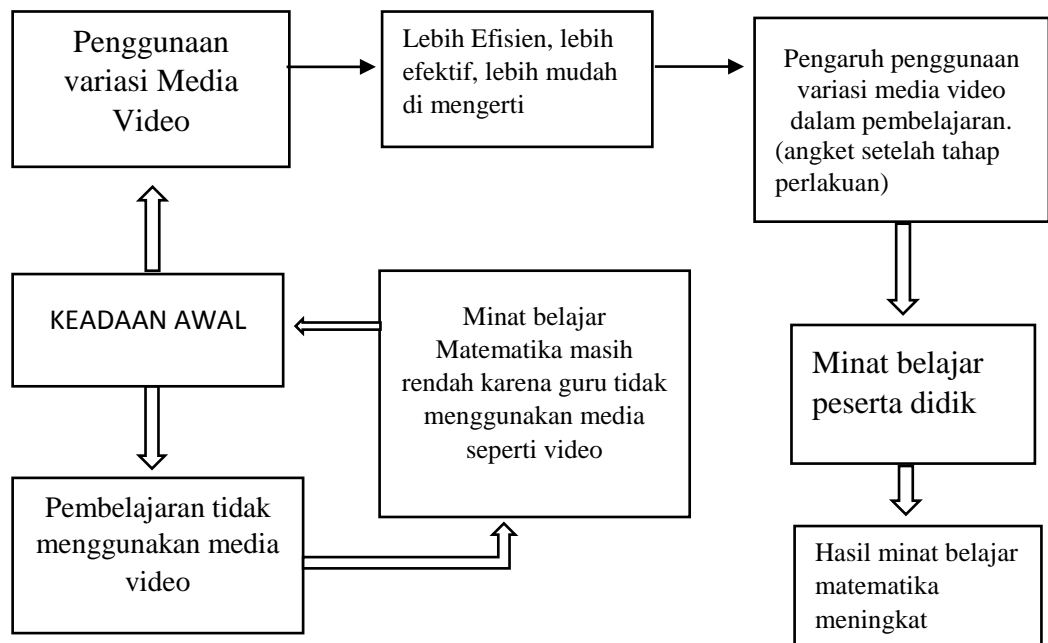 Penggunaan
variasi Media
Video
Lebih Efisien, lebih
efektif, lebih mudah
di mengerti
Pengaruh penggunaan
variasi media video
dalam pembelajaran.
(angket setelah tahap
perlakuan)
KEADAAN AWAL
Minat belajar
Matematika masih
rendah karena guru tidak
menggunakan media
seperti video
Minat belajar
peserta didik
Pembelajaran tidak
menggunakan media
video
Hasil minat belajar
matematika
meningkat